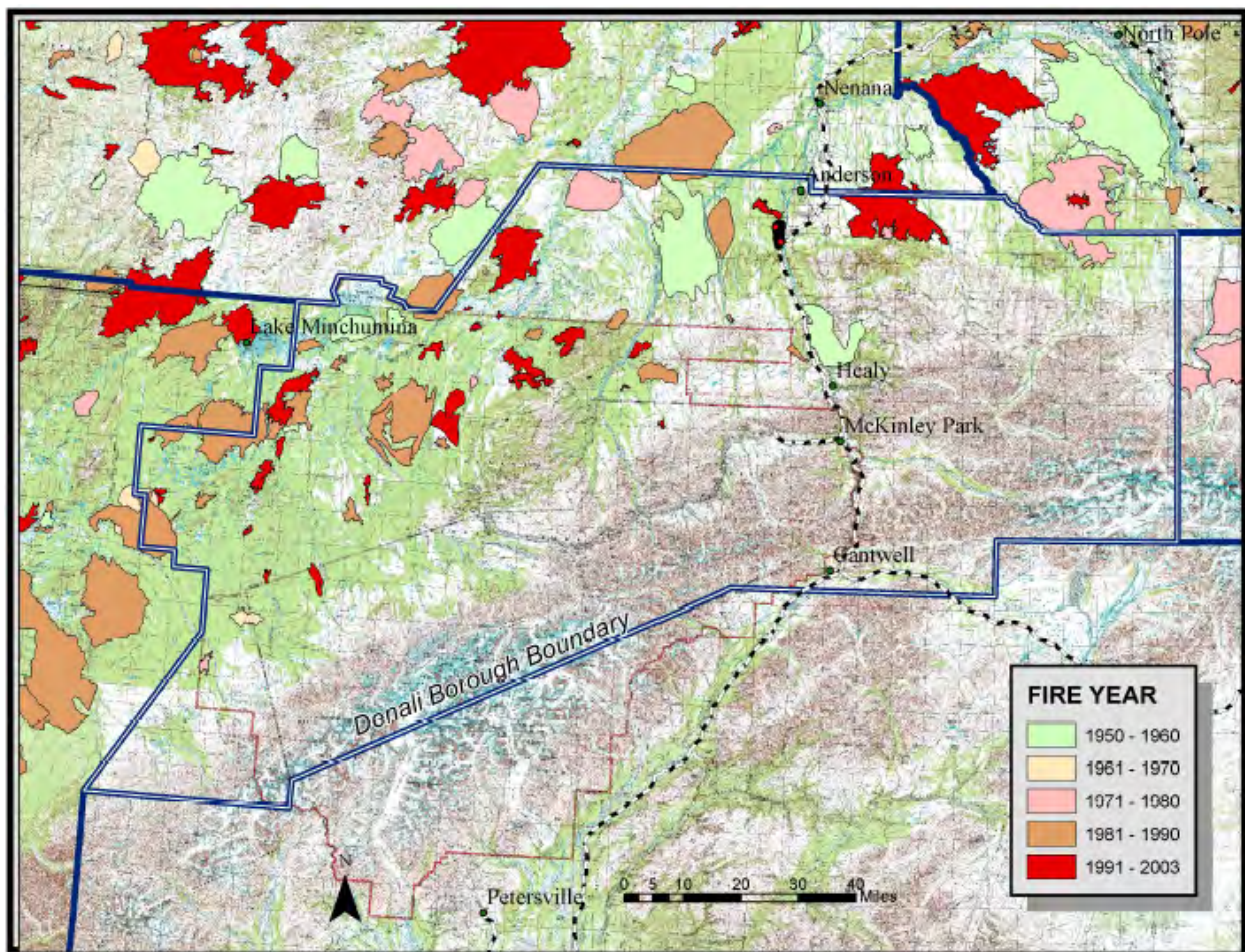 North Pole
Nenana
Anderson
Lake Minchumina
Healy
McKinley Park
Cantwell
Donali Borough Boundary
FIRE YEAR
1950 - 1960
1961 - 1970
1971 - 1980
1981 - 1990
1991 - 2003
N
Petersville
0 5 10 20 30 40
Miles